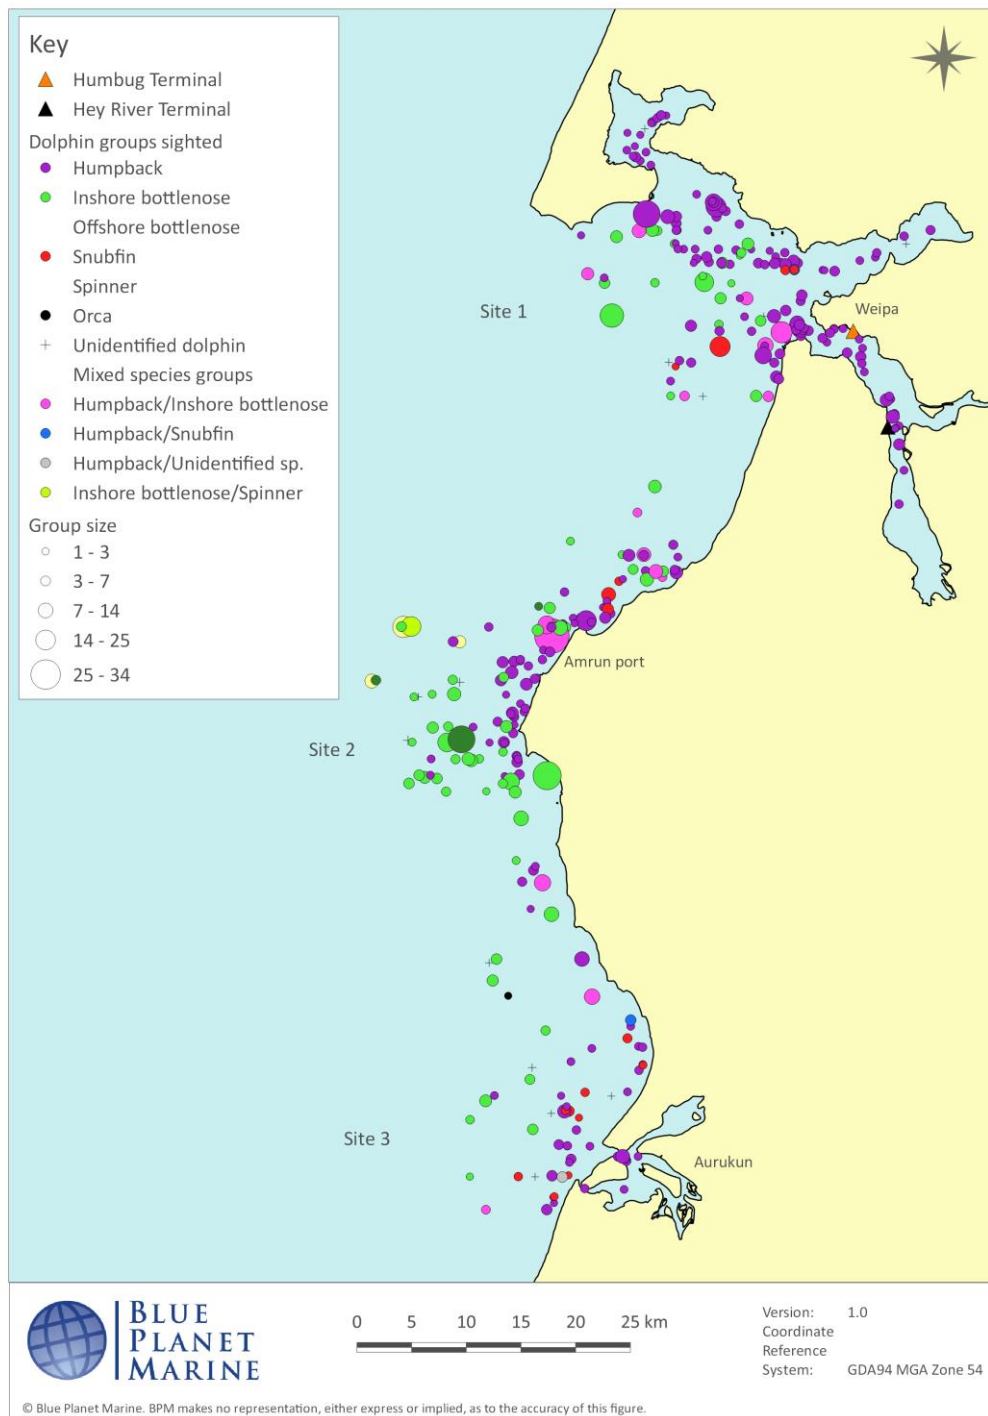 Key
Humbug Terminal
Hey River Terminal
Dolphin groups sighted
Humpback
Inshore bottlenose
Offshore bottlenose
Snubfin
Spinner
Orca
Unidentified dolphin
Mixed species groups
Humpback/Inshore bottlenose
Humpback/Snubfin
Humpback/Unidentified sp.
Inshore bottlenose/Spinner
Group size
1 - 3
3 - 7
7 - 14
14 - 25
25 - 34
Site 1
Weipa
Amrun port
Site 2
Site 3
Aurukun
BLUE
PLANET
MARINE
0 5 10 15 20 25 km
Version: 1.0
Coordinate
Reference
System: GDA94 MGA Zone 54
© Blue Planet Marine. BPM makes no representation, either express or implied, as to the accuracy of this figure.